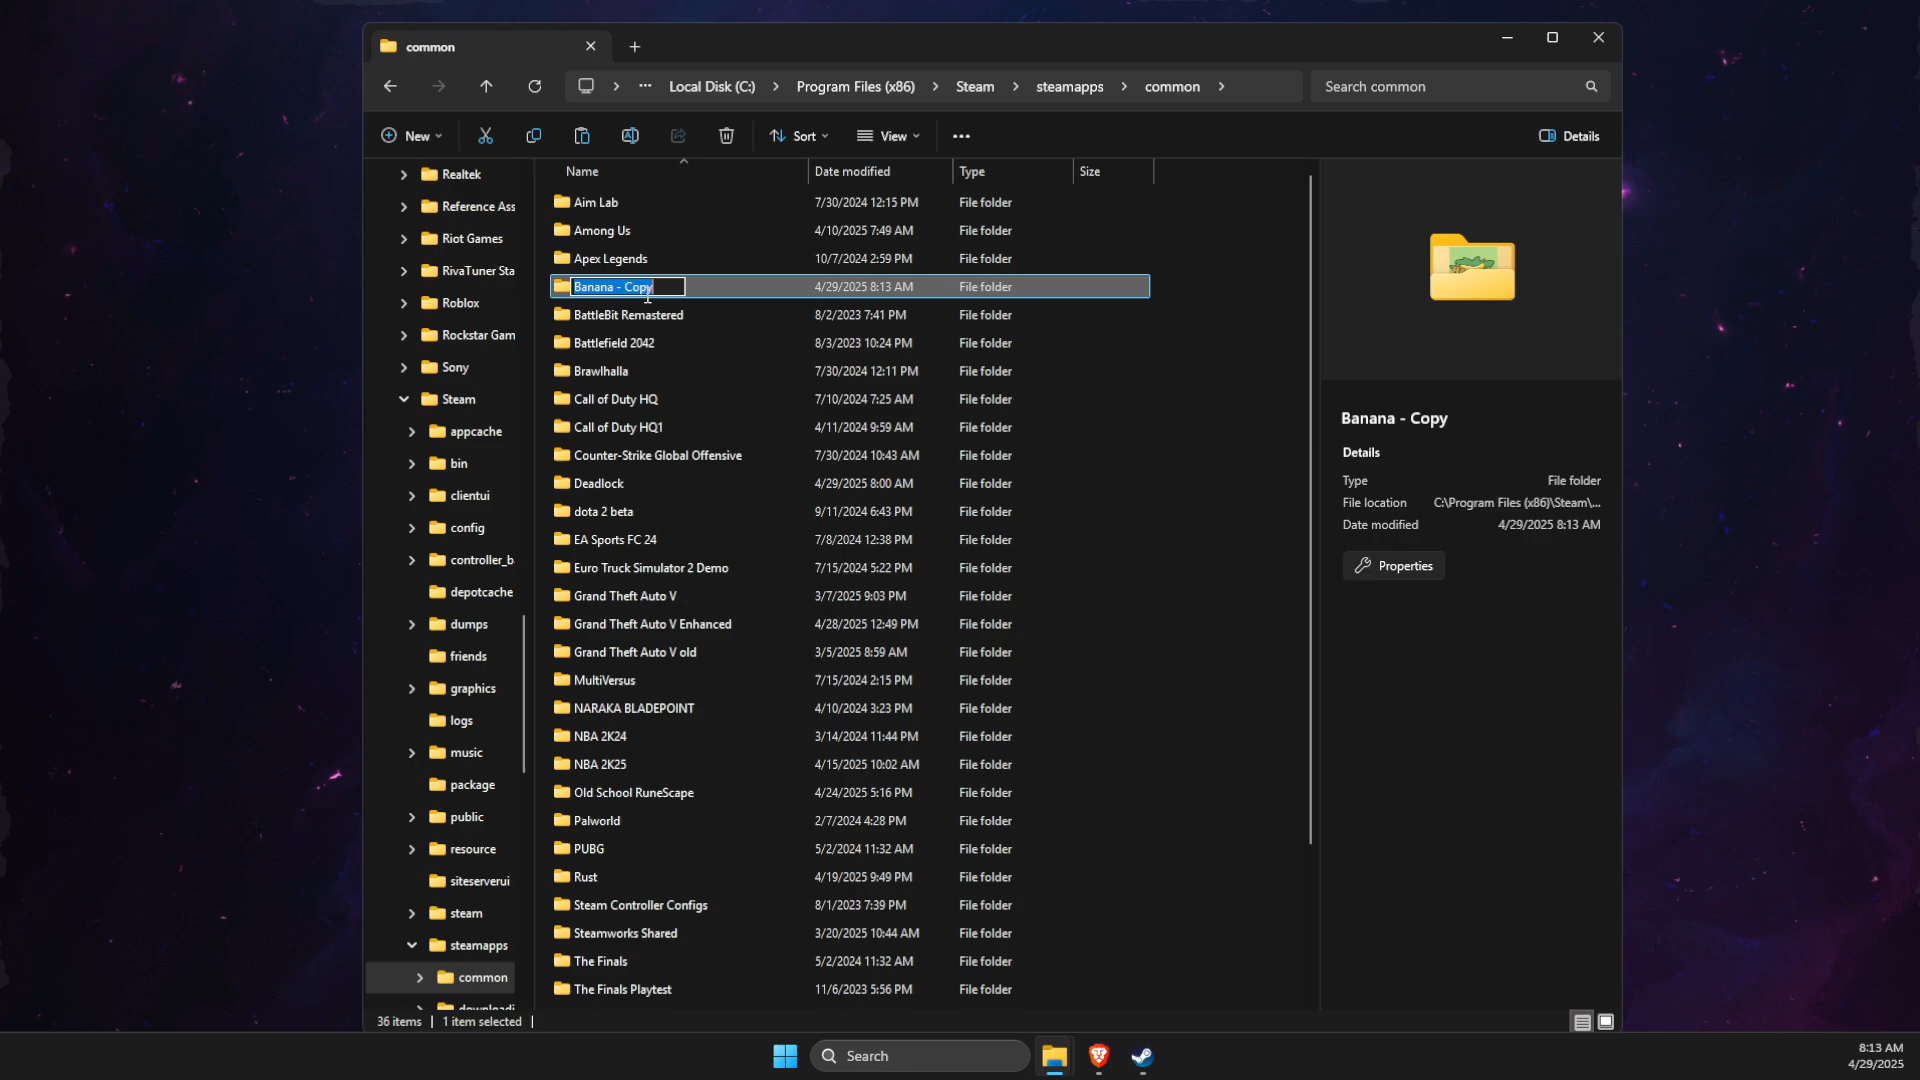 common
Local Disk (C:) Program Files (x86) Steam steamapps common
Search common
New
Sort
View
Details
Realtek
Reference Ass
Riot Games
RivaTuner Sta
Roblox
Rockstar Gam
Sony
Steam
appcache
bin
clientui
config
controller_b
depotcache
dumps
friends
graphics
logs
music
package
public
resource
siteserverui
steam
steamapps
common
downloadi
Name Date modified Type Size
Aim Lab 7/30/2024 12:15 PM File folder
Among Us 4/10/2025 7:49 AM File folder
Apex Legends 10/7/2024 2:59 PM File folder
Banana - Copy 4/29/2025 8:13 AM File folder
BattleBit Remastered 8/2/2023 7:41 PM File folder
Battlefield 2042 8/3/2023 10:24 PM File folder
Brawlhalla 7/30/2024 12:11 PM File folder
Call of Duty HQ 7/10/2024 7:25 AM File folder
Call of Duty HQ1 4/11/2024 9:59 AM File folder
Counter-Strike Global Offensive 7/30/2024 10:43 AM File folder
Deadlock 4/29/2025 8:00 AM File folder
dota 2 beta 9/11/2024 6:43 PM File folder
EA Sports FC 24 7/8/2024 12:38 PM File folder
Euro Truck Simulator 2 Demo 7/15/2024 5:22 PM File folder
Grand Theft Auto V 3/7/2025 9:03 PM File folder
Grand Theft Auto V Enhanced 4/28/2025 12:49 PM File folder
Grand Theft Auto V old 3/5/2025 8:59 AM File folder
MultiVersus 7/15/2024 2:15 PM File folder
NARAKA BLADEPOINT 4/10/2024 3:23 PM File folder
NBA 2K24 3/14/2024 11:44 PM File folder
NBA 2K25 4/15/2025 10:02 AM File folder
Old School RuneScape 4/24/2025 5:16 PM File folder
Palworld 2/7/2024 4:28 PM File folder
PUBG 5/2/2024 11:32 AM File folder
Rust 4/19/2025 9:49 PM File folder
Steam Controller Configs 8/1/2023 7:39 PM File folder
Steamworks Shared 3/20/2025 10:44 AM File folder
The Finals 5/2/2024 11:32 AM File folder
The Finals Playtest 11/6/2023 5:56 PM File folder
Banana - Copy
Details
Type File folder
File location C:\Program Files (x86)\Steam\...
Date modified 4/29/2025 8:13 AM
Properties
36 items 1 item selected
Search
8:13 AM
4/29/2025